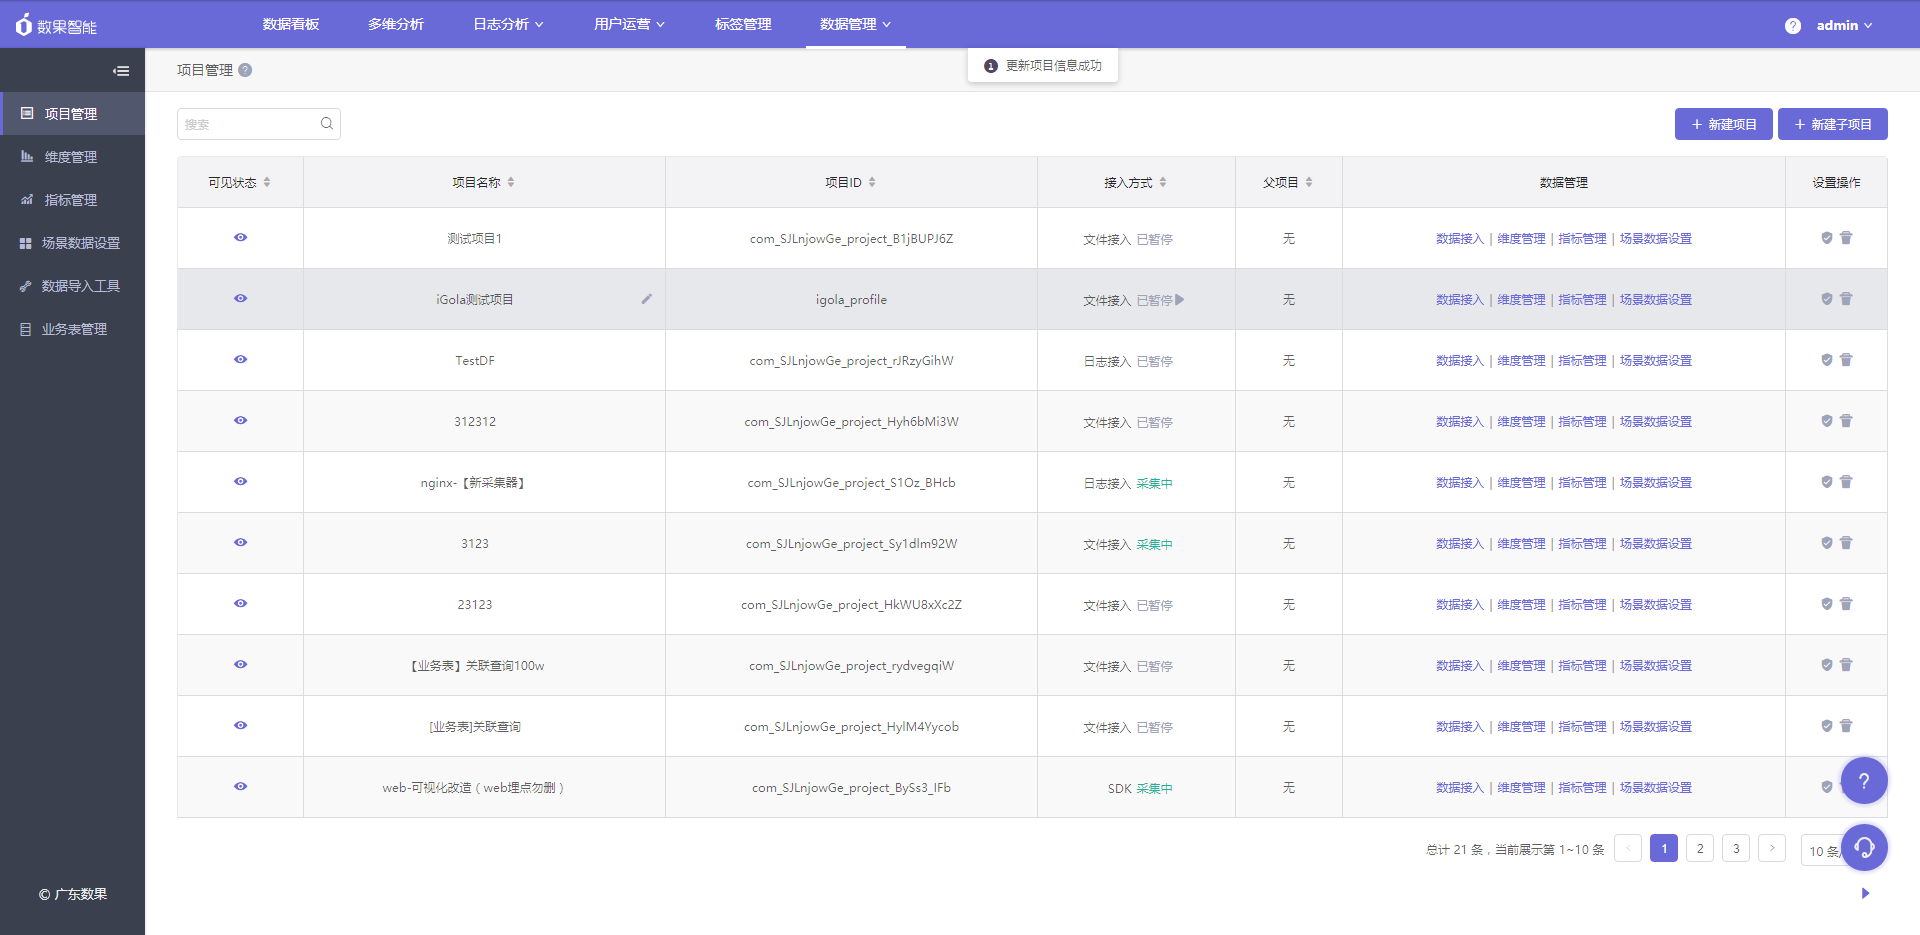 数果智能
数据看板 多维分析 日志分析 用户运营 标签管理 数据管理
? admin
项目管理 ?
更新项目信息成功
项目管理
维度管理
指标管理
场景数据设置
数据导入工具
业务表管理
© 广东数果
搜索
+ 新建项目 + 新建子项目
可见状态 项目名称 项目ID 接入方式 父项目 数据管理 设置操作
测试项目1 com_SJLnjowGe_project_B1jBUPJ6Z 文件接入 已暂停 无 数据接入 | 维度管理 | 指标管理 | 场景数据设置
iGola测试项目 igola_profile 文件接入 已暂停 无 数据接入 | 维度管理 | 指标管理 | 场景数据设置
TestDF com_SJLnjowGe_project_rJRzyGihW 日志接入 已暂停 无 数据接入 | 维度管理 | 指标管理 | 场景数据设置
312312 com_SJLnjowGe_project_Hyh6bMi3W 文件接入 已暂停 无 数据接入 | 维度管理 | 指标管理 | 场景数据设置
nginx-【新采集器】 com_SJLnjowGe_project_S1Oz_BHcb 日志接入 采集中 无 数据接入 | 维度管理 | 指标管理 | 场景数据设置
3123 com_SJLnjowGe_project_Sy1dlm92W 文件接入 采集中 无 数据接入 | 维度管理 | 指标管理 | 场景数据设置
23123 com_SJLnjowGe_project_HkWU8xXc2Z 文件接入 已暂停 无 数据接入 | 维度管理 | 指标管理 | 场景数据设置
【业务表】关联查询100w com_SJLnjowGe_project_rydvegqiW 文件接入 已暂停 无 数据接入 | 维度管理 | 指标管理 | 场景数据设置
[业务表]关联查询 com_SJLnjowGe_project_HylM4Yycob 文件接入 已暂停 无 数据接入 | 维度管理 | 指标管理 | 场景数据设置
web-可视化改造（web埋点勿删） com_SJLnjowGe_project_BySs3_IFb SDK 采集中 无 数据接入 | 维度管理 | 指标管理 | 场景数据设置
?
总计 21 条，当前展示第 1~10 条 < 1 2 3 > 10 条/